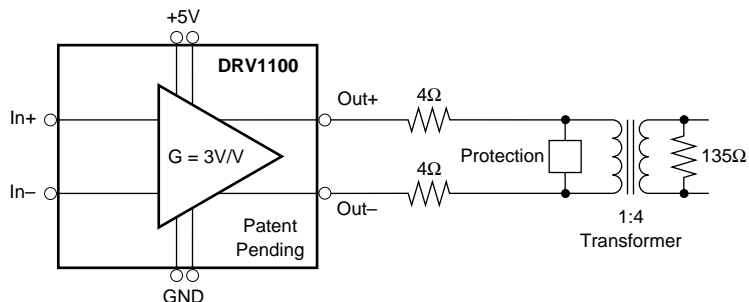 +5V
DRV1100
In+
Out+
4Ω
G = 3V/V
Protection
135Ω
In–
4Ω
Out–
Patent
Pending
1:4
Transformer
GND